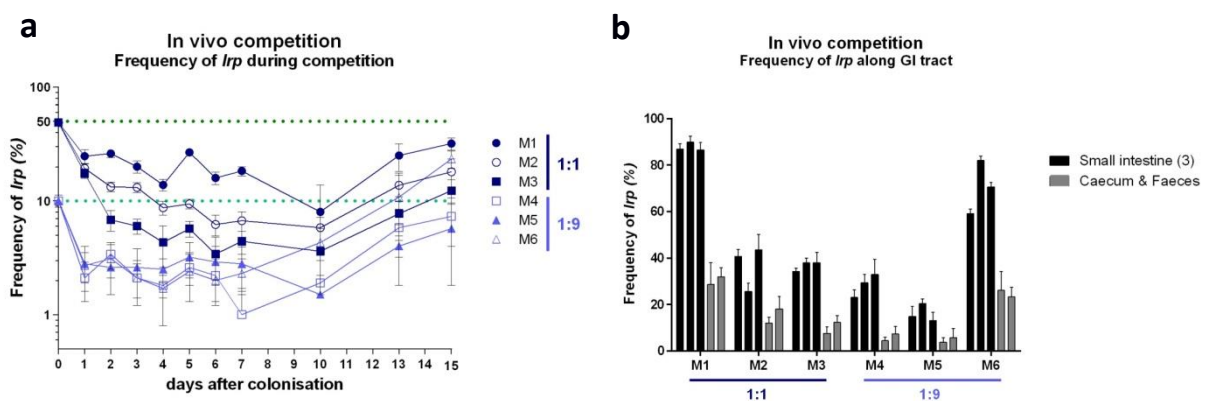 a
In vivo competition
Frequency of lrp during competition
Frequency of lrp (%)
100
50
10
1
0 1 2 3 4 5 6 7 8 9 10 11 12 13 14 15
days after colonisation
M1
M2
M3
M4
M5
M6
1:1
1:9
b
In vivo competition
Frequency of lrp along GI tract
Frequency of lrp (%)
100
80
60
40
20
0
M1 M2 M3 M4 M5 M6
1:1 1:9
Small intestine (3)
Caecum & Faeces